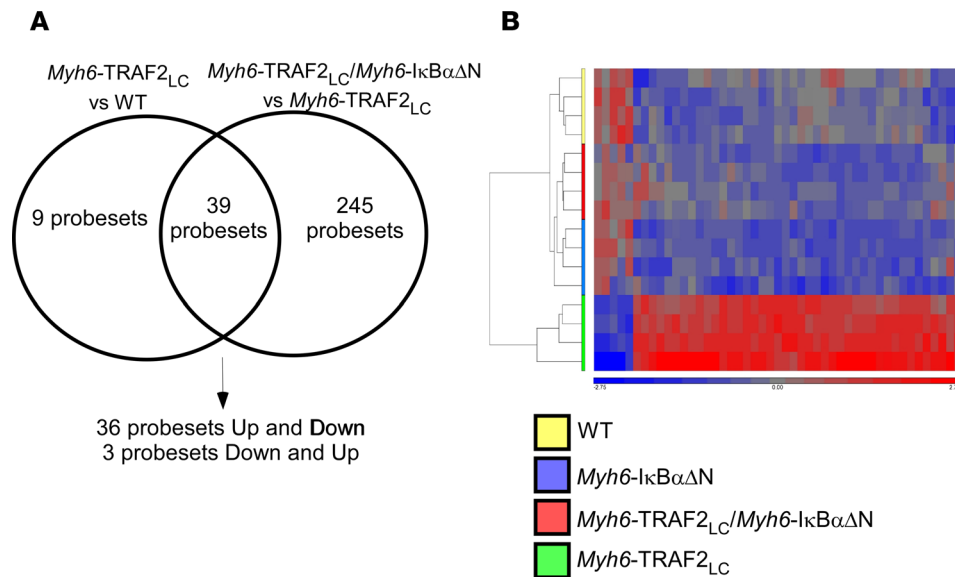 A
B
Myh6-TRAF2LC
vs WT
Myh6-TRAF2LC/Myh6-IκBαΔN
vs Myh6-TRAF2LC
9 probesets
39
probesets
245
probesets
36 probesets Up and Down
3 probesets Down and Up
-2.75 0.00
WT
Myh6-IκBαΔN
Myh6-TRAF2LC/Myh6-IκBαΔN
Myh6-TRAF2LC